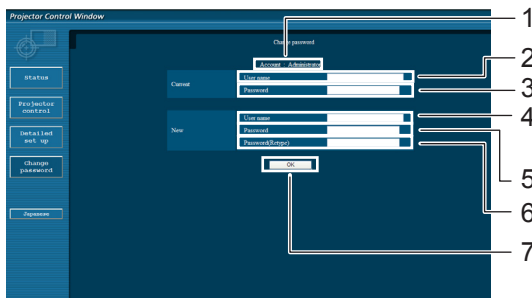 Projector Control Window
Change password
1
Account : Administrator
2
Status
Current
User name
3
Password
Projector
control
4
New
User name
Detailed
set up
Password
5
Password(Retype)
6
Change
password
OK
7
Japanese